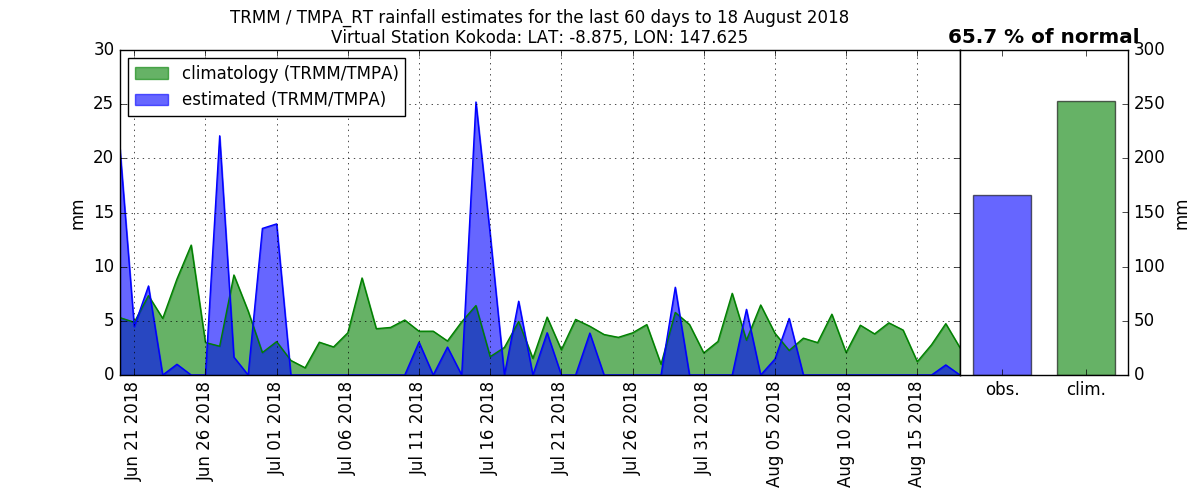 TRMM / TMPA_RT rainfall estimates for the last 60 days to 18 August 2018
Virtual Station Kokoda: LAT: -8.875, LON: 147.625
65.7 % of normal
climatology (TRMM/TMPA)
estimated (TRMM/TMPA)
30
25
20
15
10
5
0
mm
Jun 21 2018
Jun 26 2018
Jul 01 2018
Jul 06 2018
Jul 11 2018
Jul 16 2018
Jul 21 2018
Jul 26 2018
Jul 31 2018
Aug 05 2018
Aug 10 2018
Aug 15 2018
300
250
200
150
100
50
0
mm
obs.
clim.